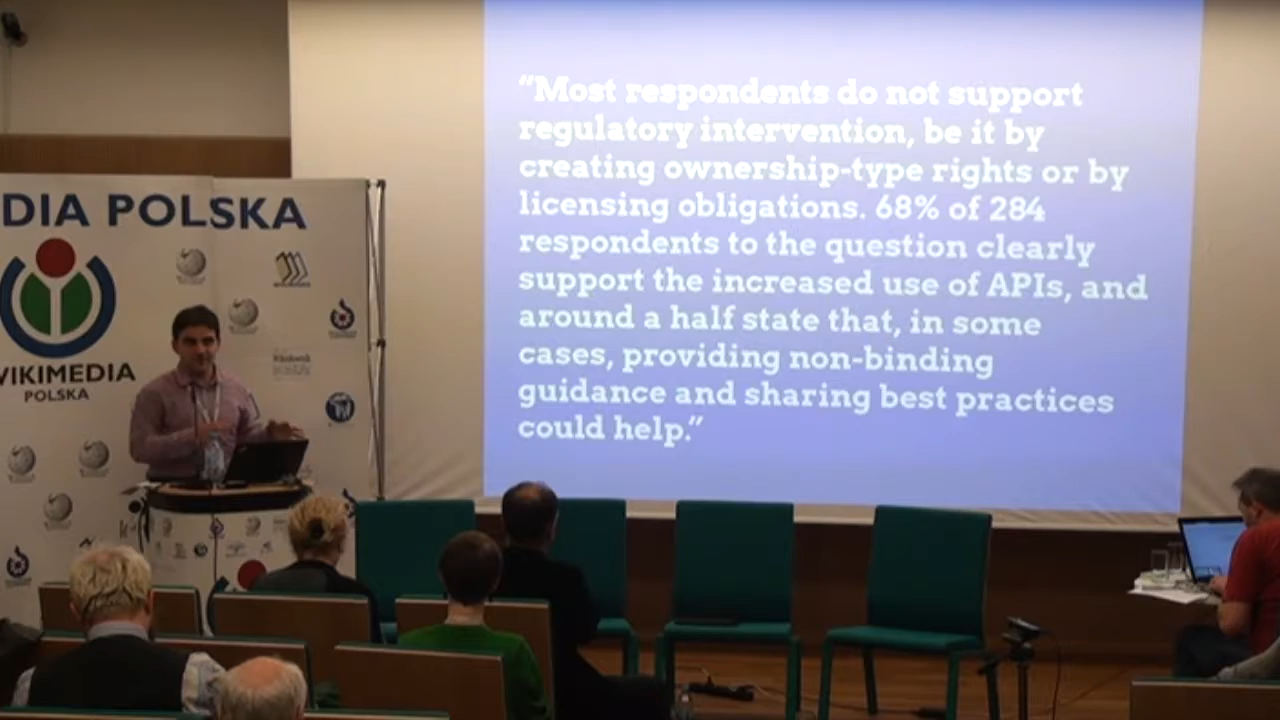 “Most respondents do not support
regulatory intervention, be it by
creating ownership-type rights or by
licensing obligations. 68% of 284
respondents to the question clearly
support the increased use of APIs, and
around a half state that, in some
cases, providing non-binding
guidance and sharing best practices
could help.”
DIA POLSKA
WIKIMEDIA
POLSKA